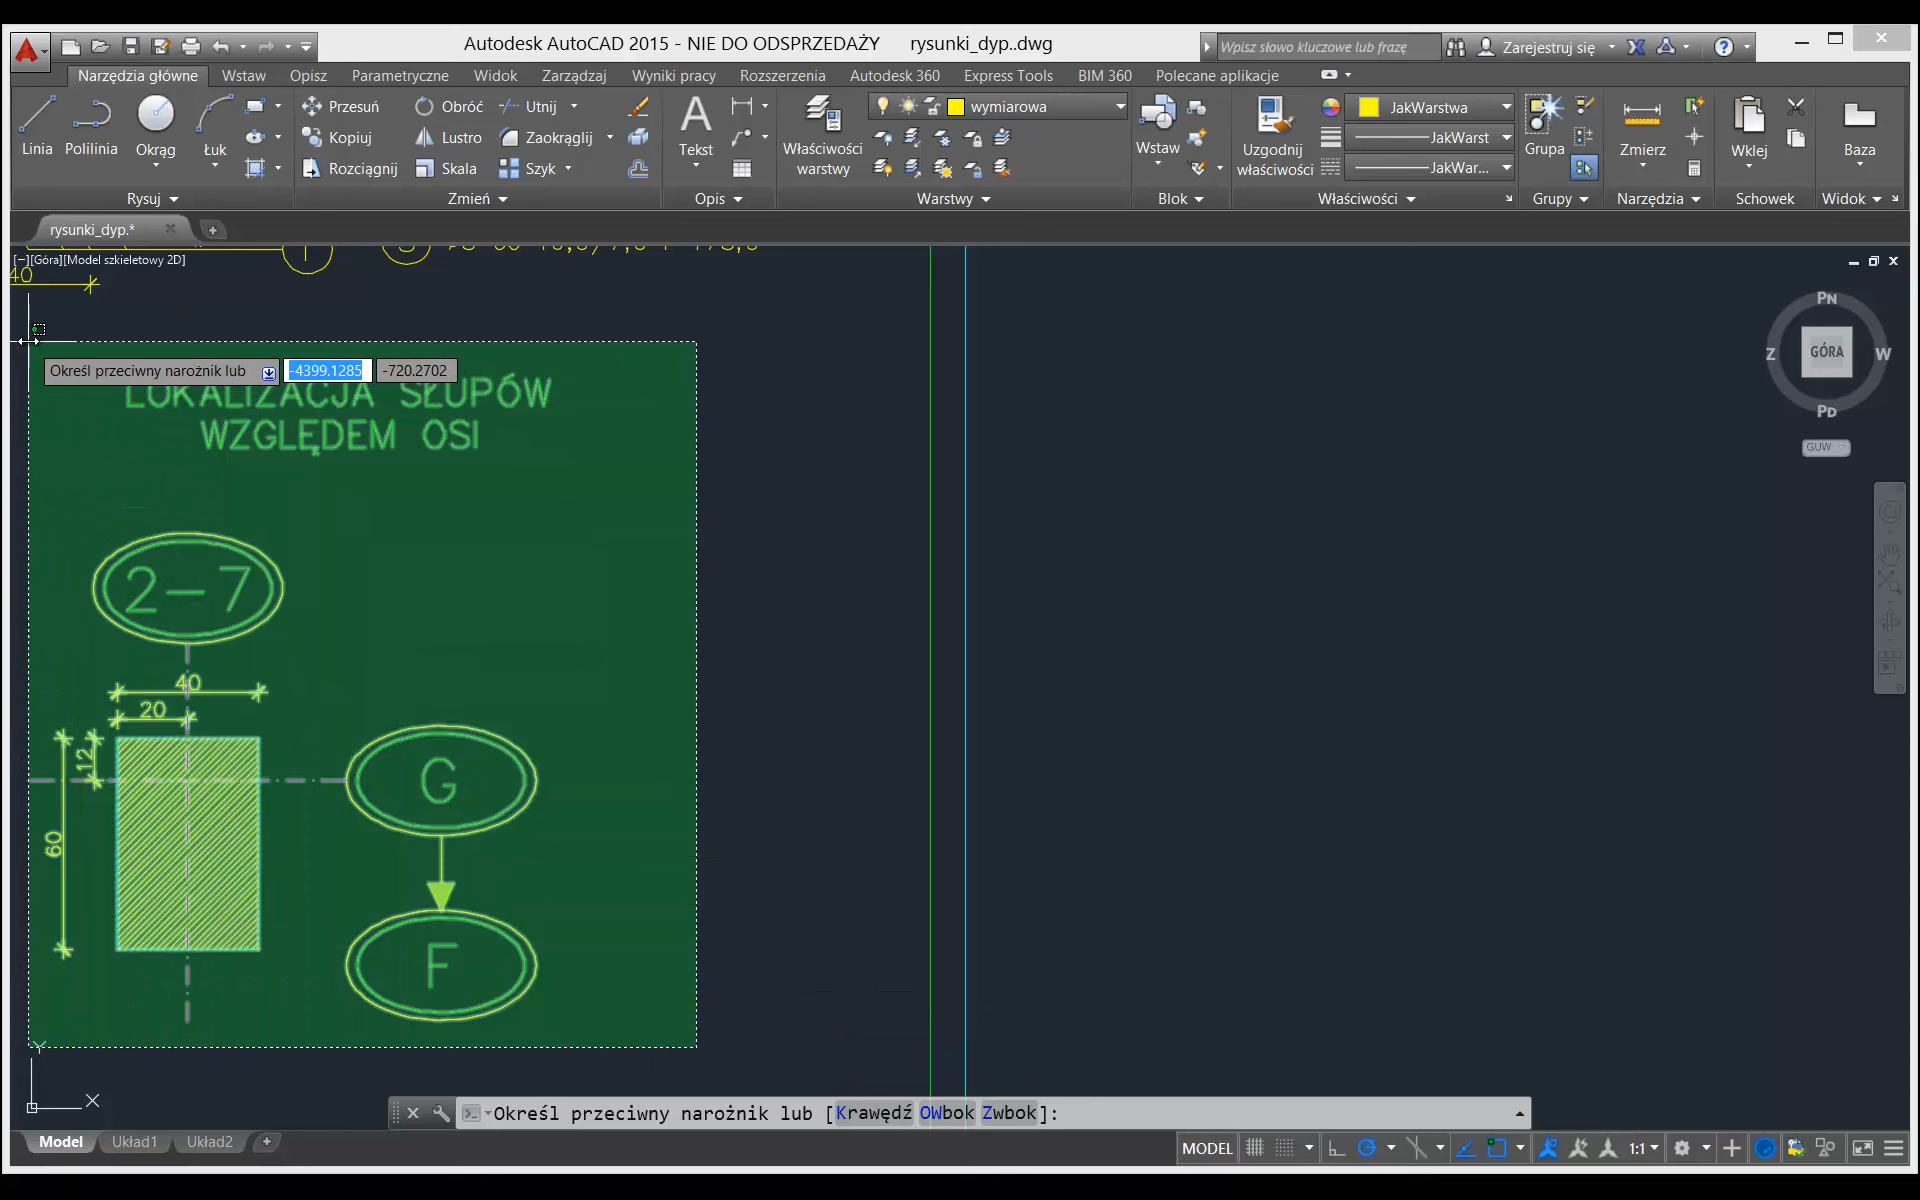 Autodesk AutoCAD 2015 - NIE DO ODSPRZEDAŻY rysunki_dyp..dwg
Wpisz słowo kluczowe lub frazę
Zarejestruj się
Narzędzia główne Wstaw Opisz Parametryczne Widok Zarządzaj Wyniki pracy Rozszerzenia Autodesk 360 Express Tools BIM 360 Polecane aplikacje
Linia Polilinia Okrąg Łuk
Przesuń Obróć Utnij
Kopiuj Lustro Zaokrąglij
Rozciągnij Skala Szyk
Tekst
Właściwości warstwy
wymiarowa
Wstaw
Uzgodnij właściwości
JakWarstwa
JakWarst
JakWar...
Grupa
Zmierz
Wklej
Baza
Rysuj Zmień Opis Warstwy Blok Właściwości Grupy Narzędzia Schowek Widok
rysunki_dyp.*
[−][Góra][Model szkieletowy 2D]
40
Określ przeciwny narożnik lub -4399.1285 -720.2702
LOKALIZACJA SŁUPÓW
WZGLĘDEM OSI
2-7
40
20
12
60
G
F
PN
Z GÓRA W
PD
GUW
Y
X
Określ przeciwny narożnik lub [Krawędź OWbok Zwbok]:
Model Układ1 Układ2
MODEL 1:1